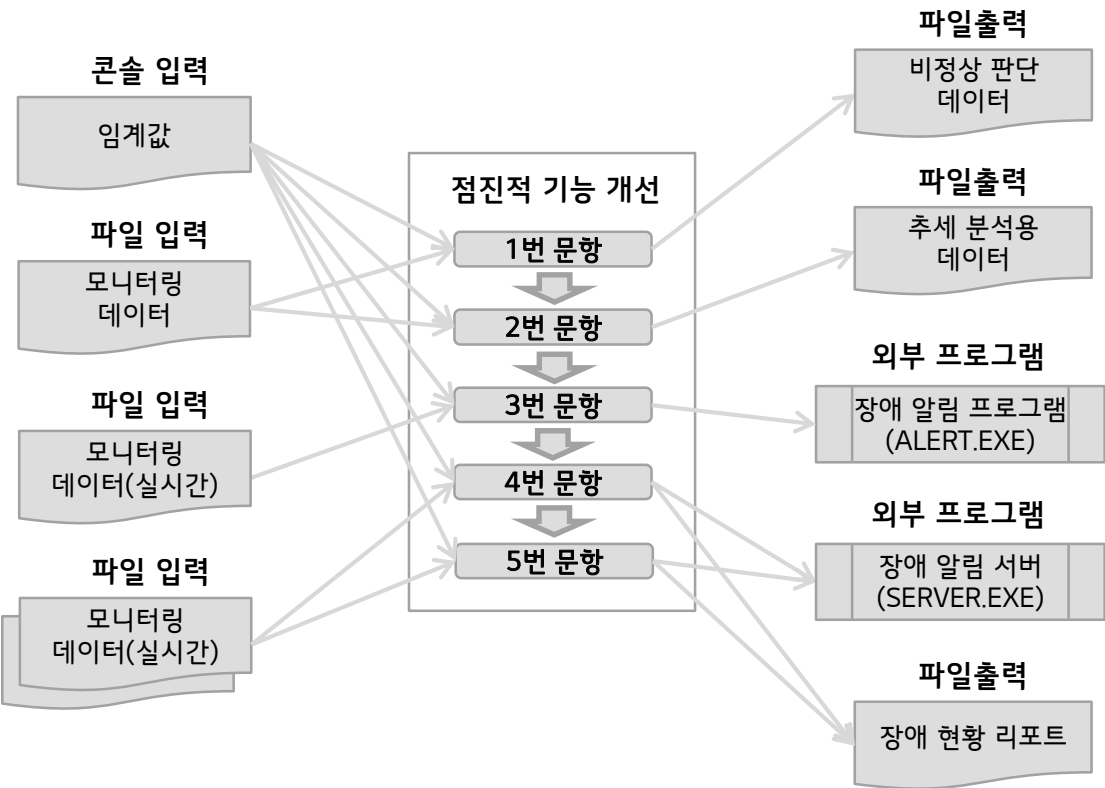 콘솔 입력
임계값
파일 입력
모니터링
데이터
파일 입력
모니터링
데이터(실시간)
파일 입력
모니터링
데이터(실시간)
점진적 기능 개선
1번 문항
2번 문항
3번 문항
4번 문항
5번 문항
파일출력
비정상 판단
데이터
파일출력
추세 분석용
데이터
외부 프로그램
장애 알림 프로그램
(ALERT.EXE)
외부 프로그램
장애 알림 서버
(SERVER.EXE)
파일출력
장애 현황 리포트